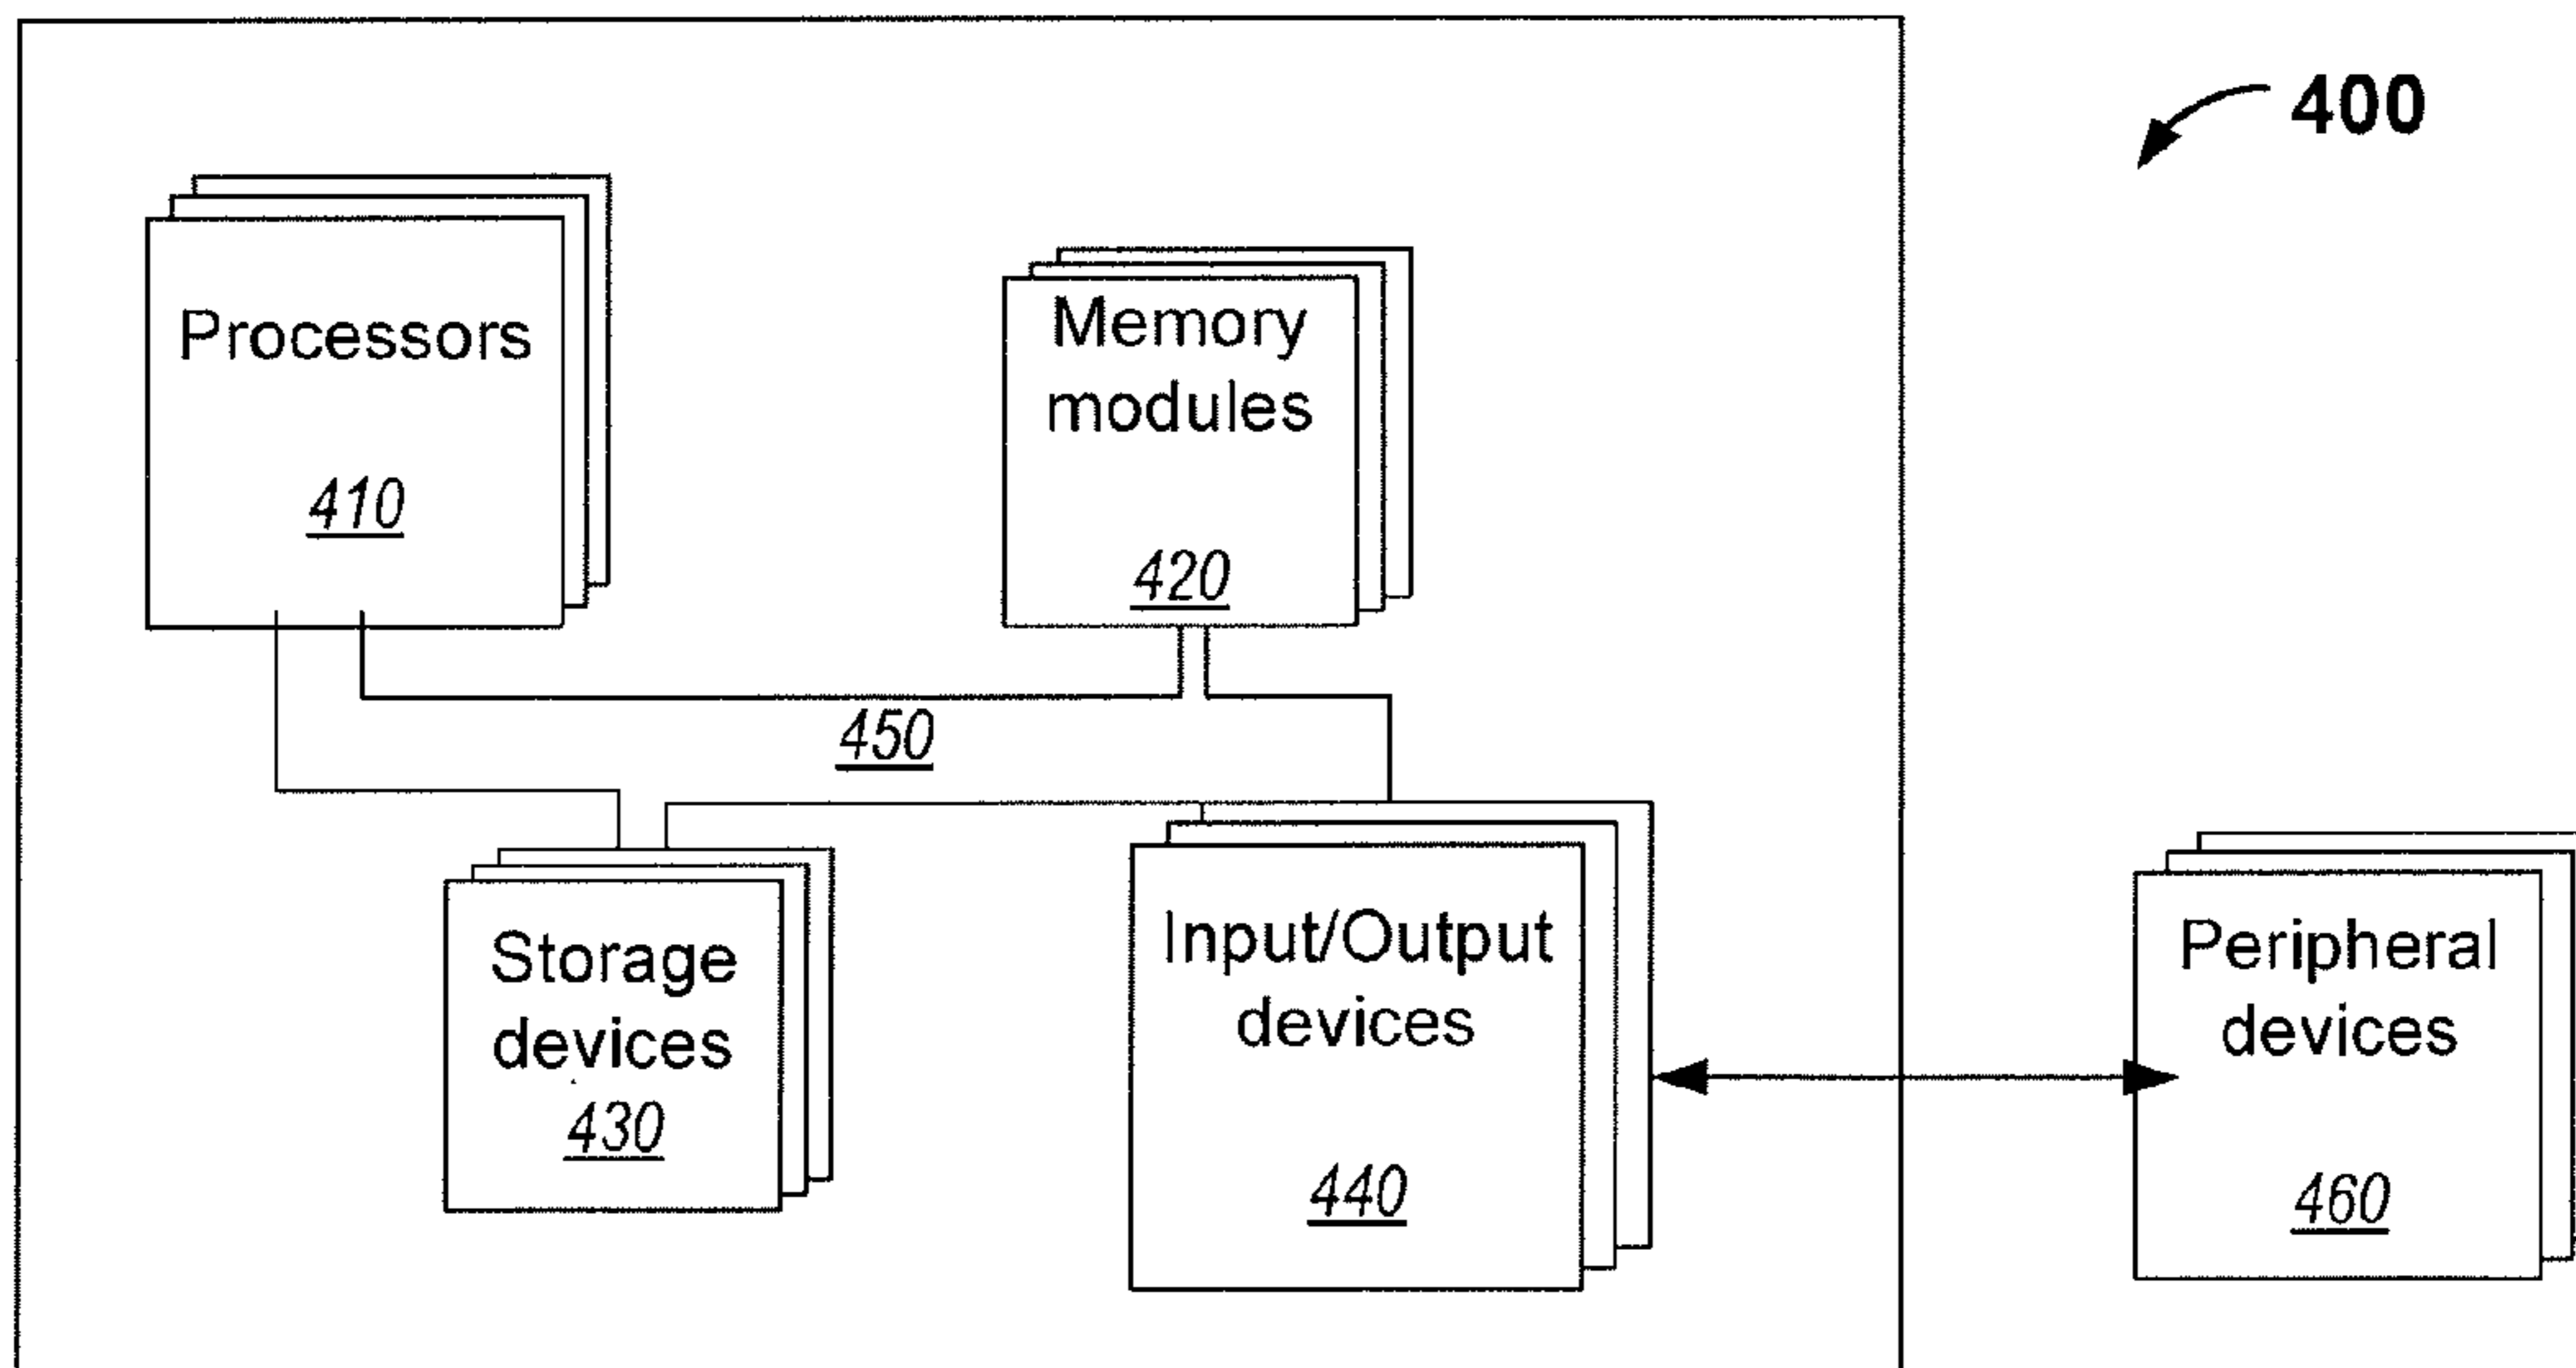 400
Processors
410
Memory
modules
420
450
Storage
devices
430
Input/Output
devices
440
Peripheral
devices
460